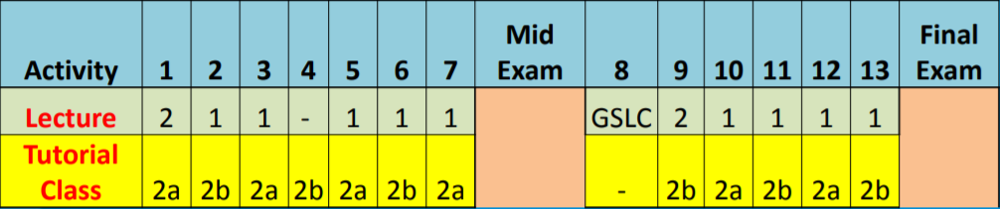 Activity 1 2 3 4 5 6 7 Mid Exam 8 9 10 11 12 13 Final Exam
Lecture 2 1 1 - 1 1 1 GSLC 2 1 1 1 1
Tutorial Class 2a 2b 2a 2b 2a 2b 2a - 2b 2a 2b 2a 2b